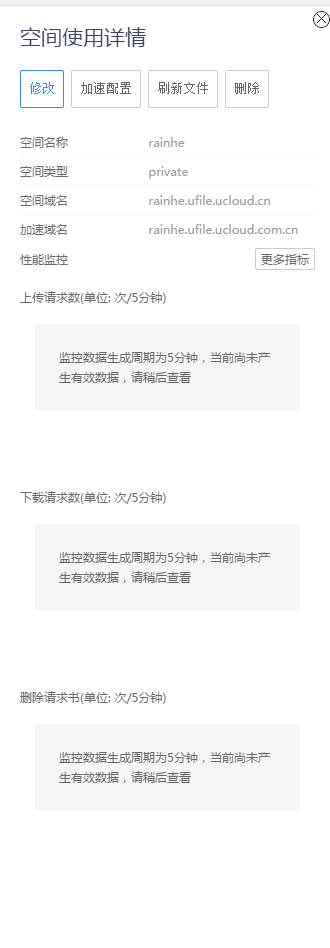 空间使用详情
修改 加速配置 刷新文件 删除
空间名称 rainhe
空间类型 private
空间域名 rainhe.ufile.ucloud.cn
加速域名 rainhe.ufile.ucloud.com.cn
性能监控 更多指标
上传请求数(单位: 次/5分钟)
监控数据生成周期为5分钟，当前尚未产
生有效数据，请稍后查看
下载请求数(单位: 次/5分钟)
监控数据生成周期为5分钟，当前尚未产
生有效数据，请稍后查看
删除请求书(单位: 次/5分钟)
监控数据生成周期为5分钟，当前尚未产
生有效数据，请稍后查看